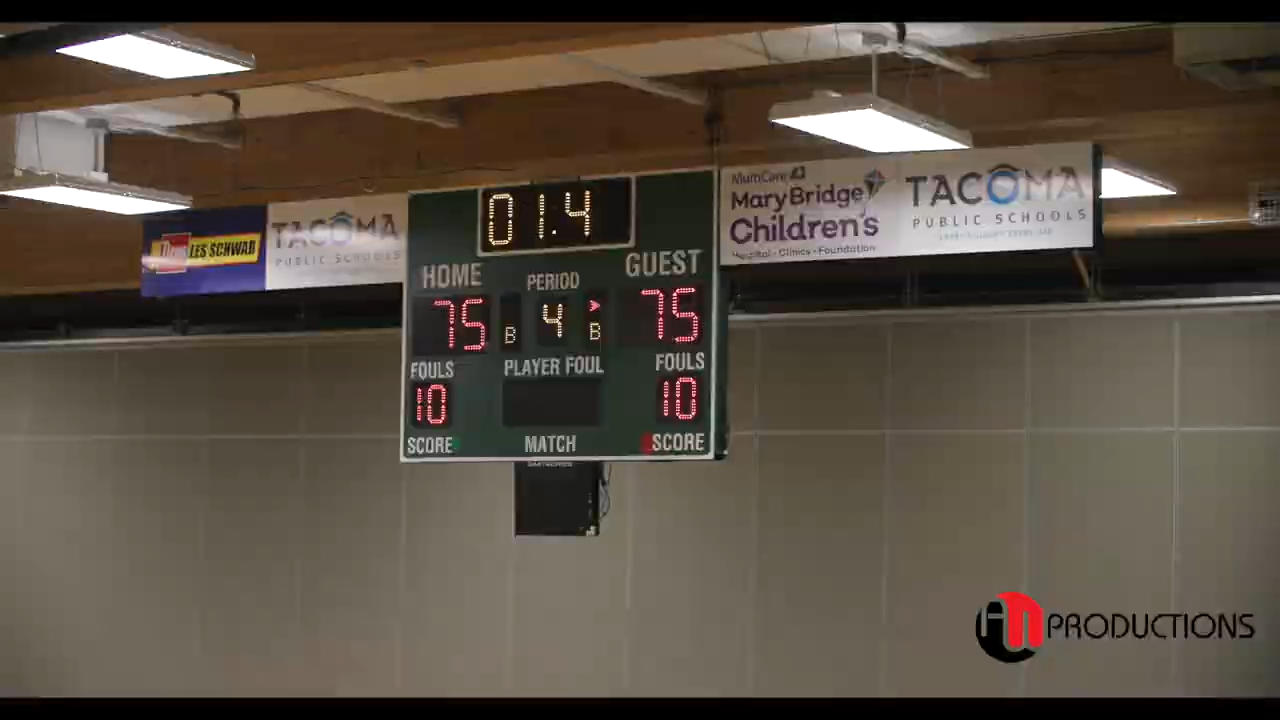 01.4
LES SCHWAB
TACOMA
PUBLIC SCHOOLS
HOME
PERIOD
GUEST
75
B
4
B
75
FOULS
PLAYER FOUL
FOULS
10
10
SCORE
MATCH
SCORE
MultiCare
Mary Bridge
Children's
Hospital • Clinics • Foundation
TACOMA
PUBLIC SCHOOLS
PRODUCTIONS